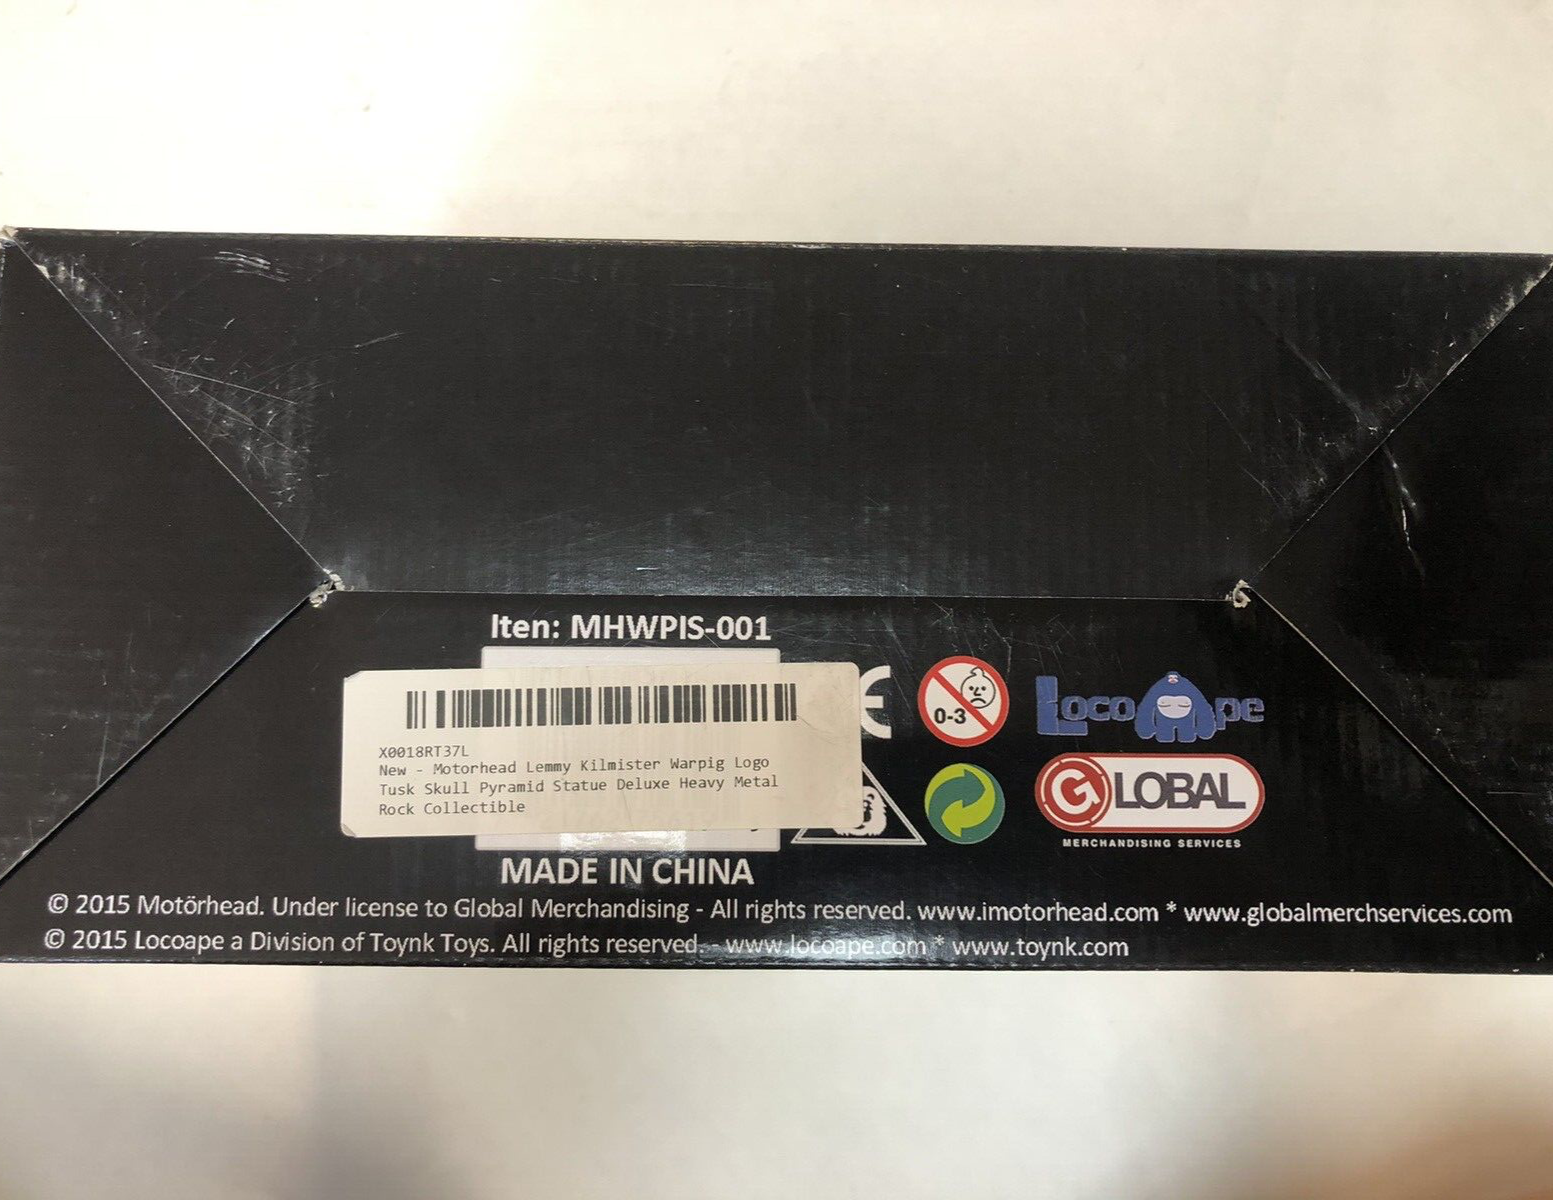 Iten: MHWPIS-001
X0018RT37L
New - Motorhead Lemmy Kilmister Warpig Logo
Tusk Skull Pyramid Statue Deluxe Heavy Metal
Rock Collectible
CE
0-3
LocoApe
GLOBAL
MERCHANDISING SERVICES
MADE IN CHINA
© 2015 Motörhead. Under license to Global Merchandising - All rights reserved. www.imotorhead.com * www.globalmerchservices.com
© 2015 Locoape a Division of Toynk Toys. All rights reserved. - www.locoape.com * www.toynk.com